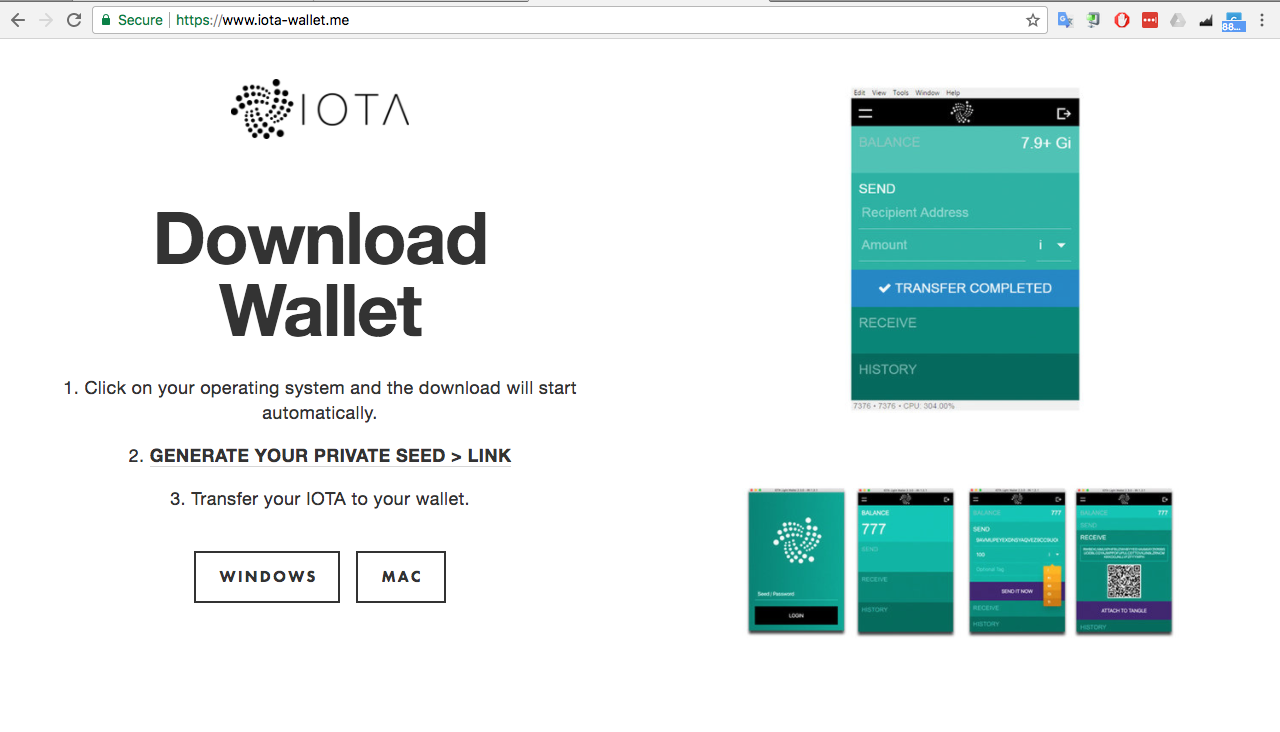 Secure
https://www.iota-wallet.me
88...
IOTA
Download
Wallet
1. Click on your operating system and the download will start
automatically.
2. GENERATE YOUR PRIVATE SEED > LINK
3. Transfer your IOTA to your wallet.
WINDOWS
MAC
Edit View Tools Window Help
BALANCE
7.9+ Gi
SEND
Recipient Address
Amount
i
TRANSFER COMPLETED
RECEIVE
HISTORY
7376 • 7376 • CPU: 304.00%
Seed | Password
LOGIN
BALANCE
777
SEND
RECEIVE
HISTORY
BALANCE
777
SEND
100
i
Optional Tag
SEND IT NOW
RECEIVE
HISTORY
BALANCE
777
SEND
RECEIVE
ATTACH TO TANGLE
HISTORY